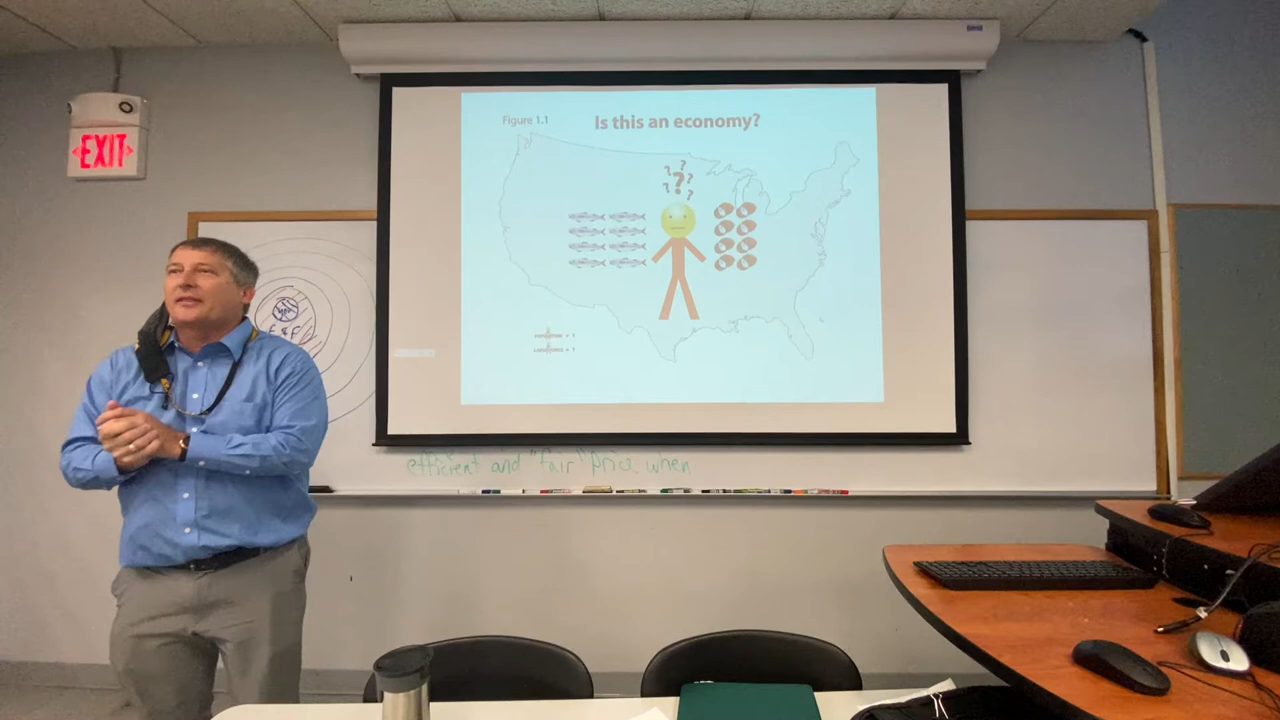 EXIT
Figure 1.1
Is this an economy?
? ? ? ? ? ?
efficient and "fair" price when